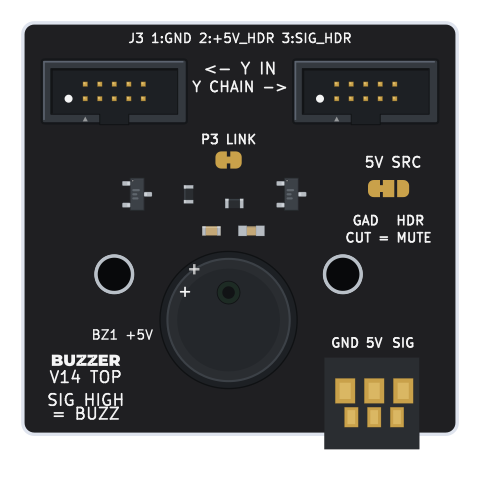 J3 1:GND 2:+5V_HDR 3:SIG_HDR
<- Y IN
Y CHAIN ->
P3 LINK
5V SRC
GAD HDR
CUT = MUTE
BZ1 +5V
GND 5V SIG
BUZZER
V14 TOP
SIG HIGH
= BUZZ